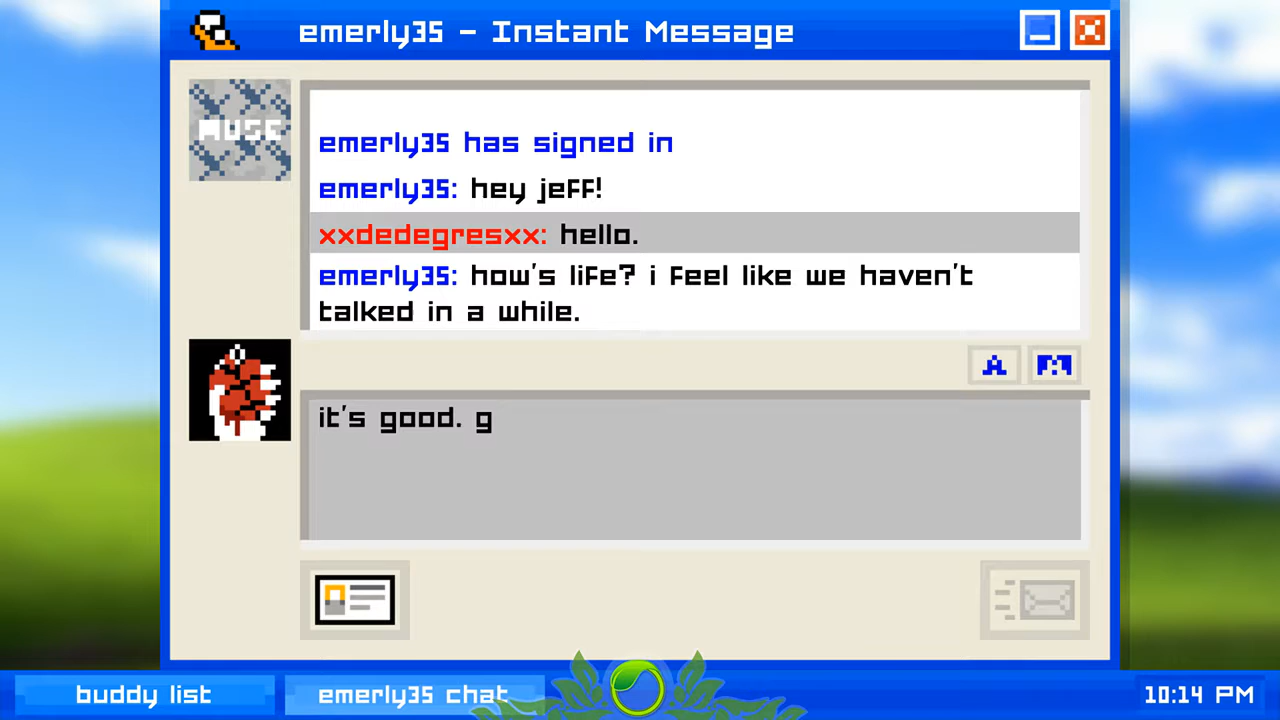 emerly35 - Instant Message
MUSE
emerly35 has signed in
emerly35: hey jeff!
xxdedegresxx: hello.
emerly35: how's life? i feel like we haven't
talked in a while.
A
it's good. g
buddy list
emerly35 chat
10:14 PM